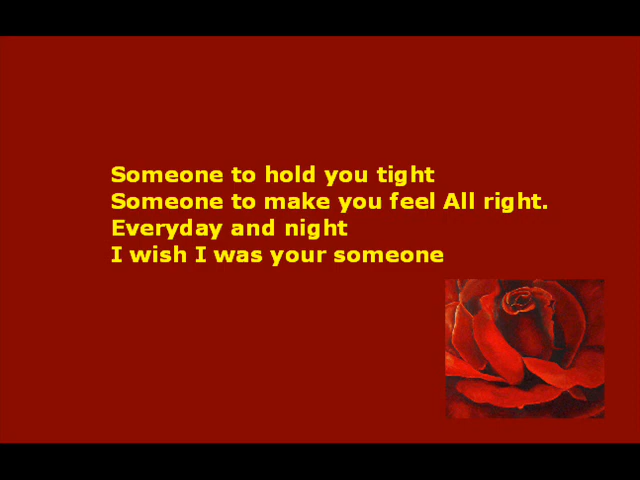 Someone to hold you tight
Someone to make you feel All right.
Everyday and night
I wish I was your someone